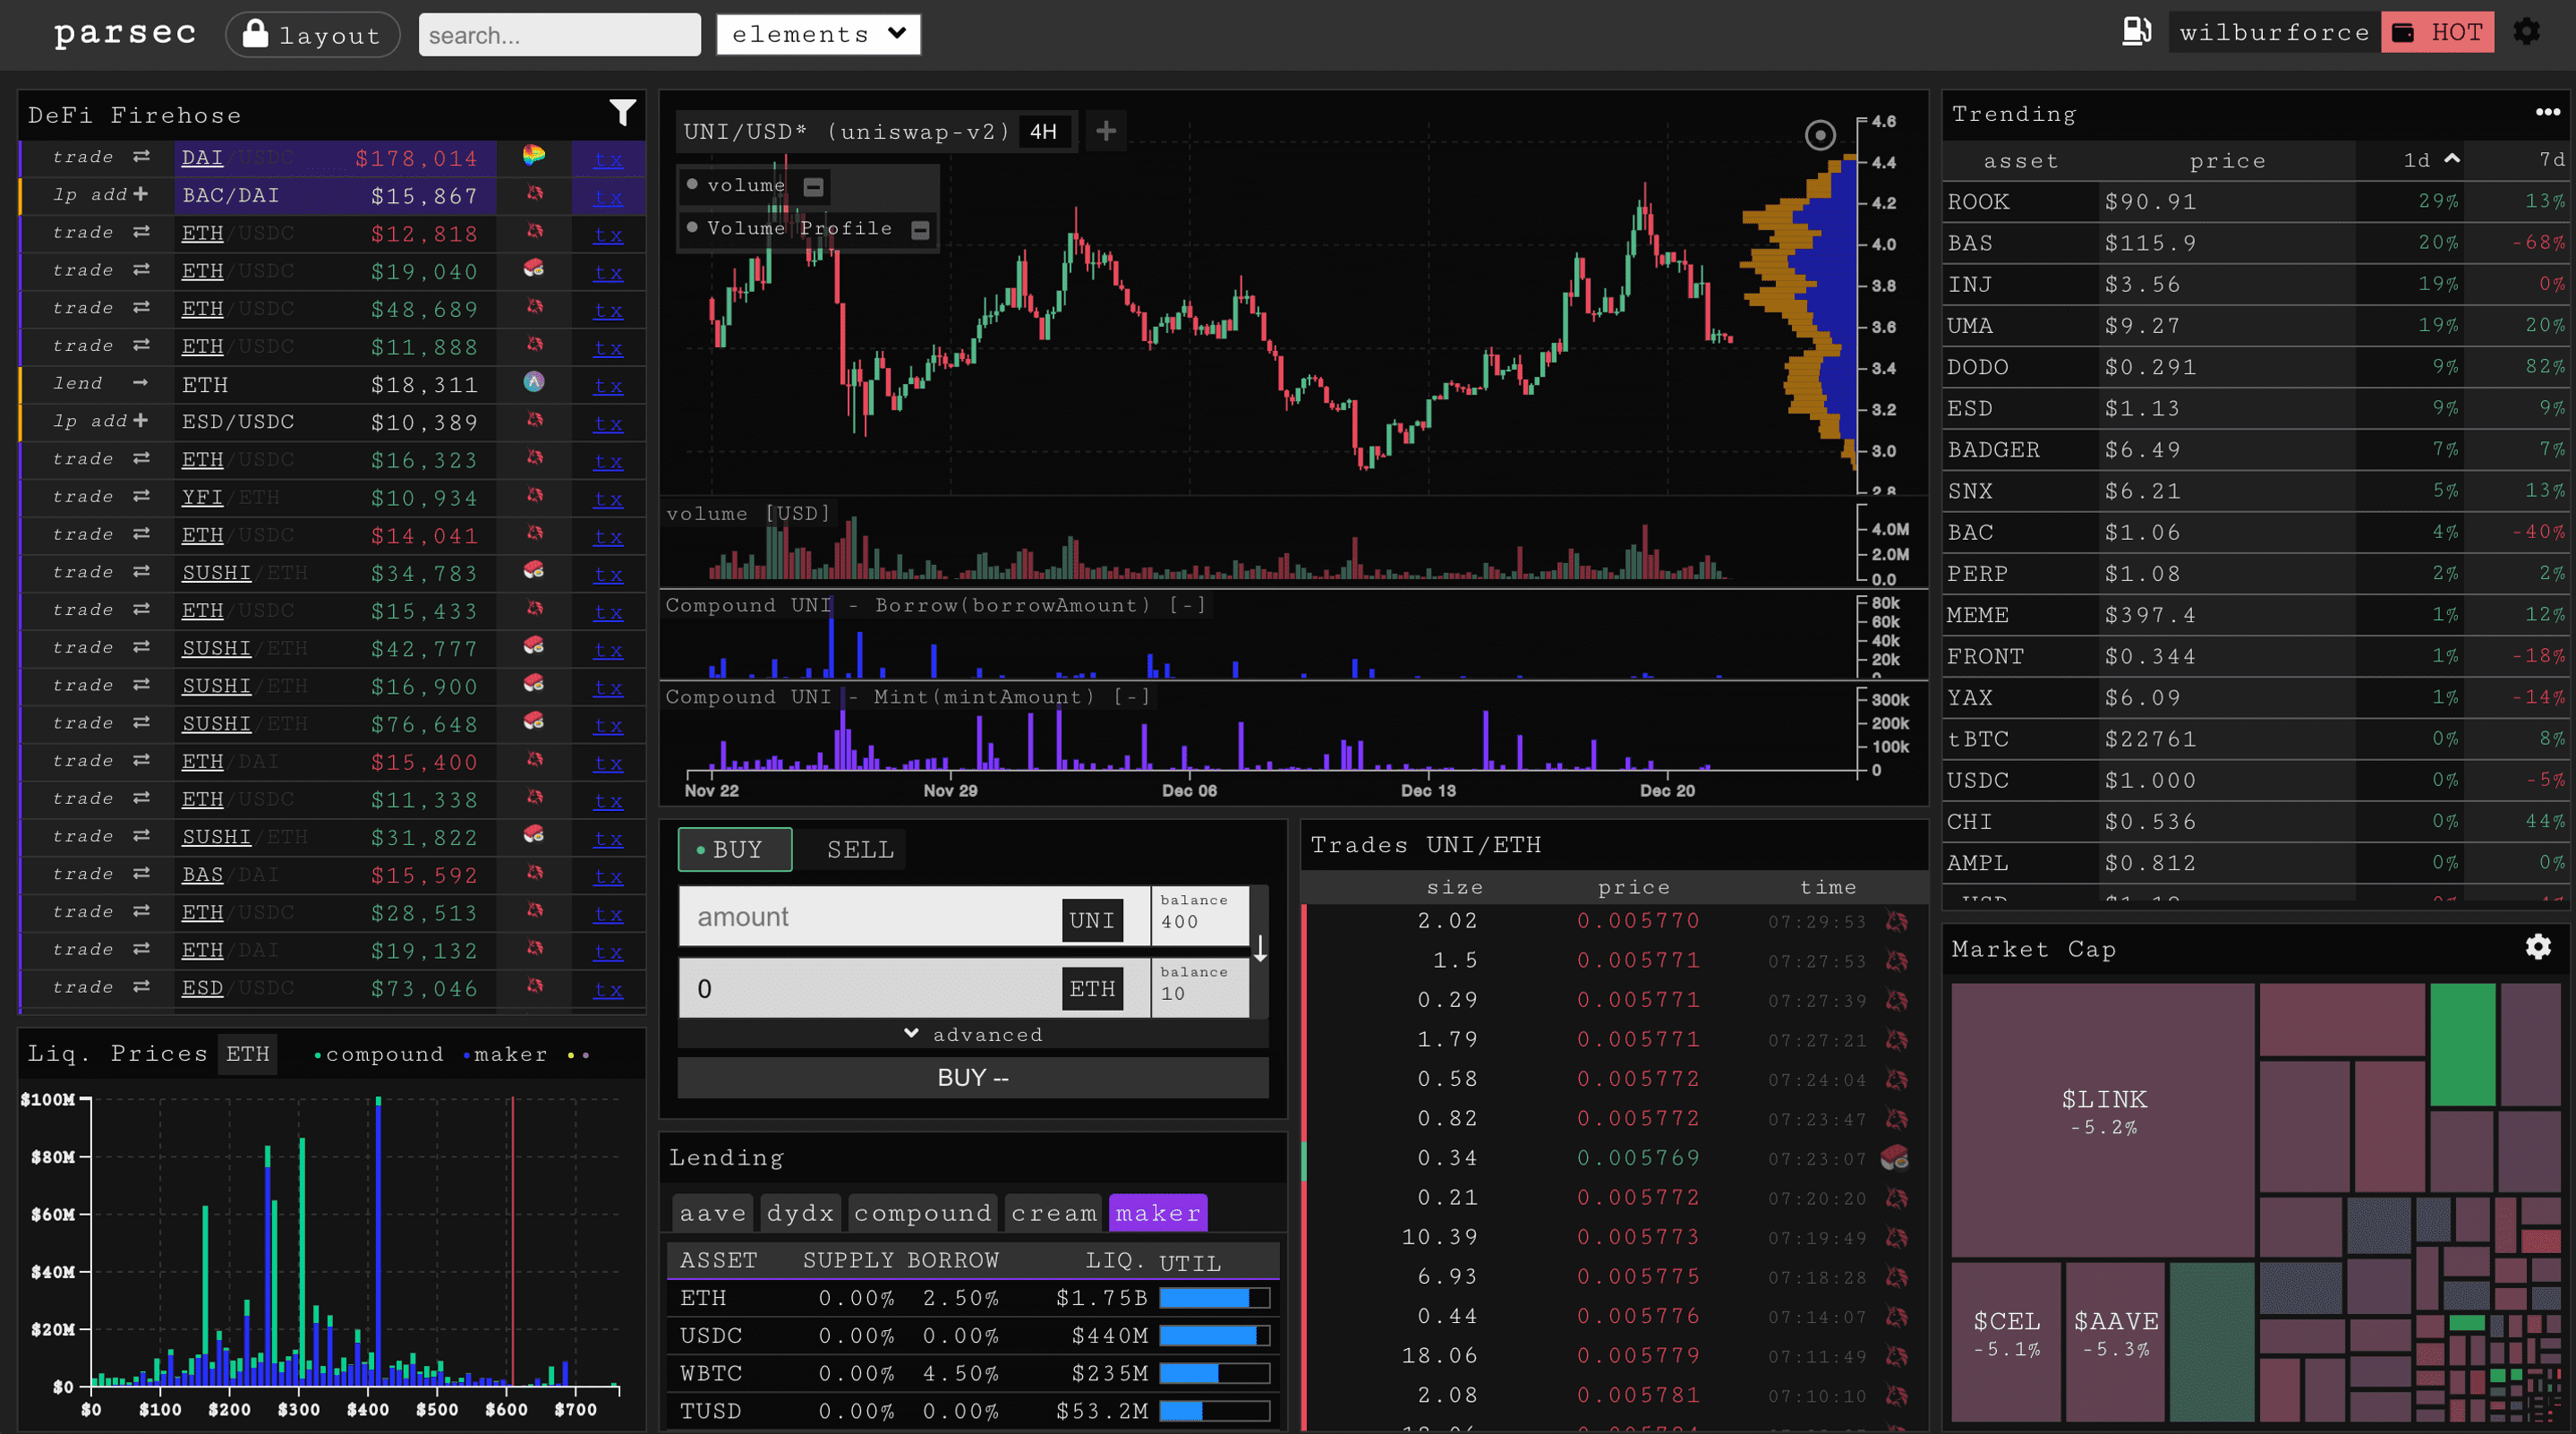 parsec layout search... elements wilburforce HOT
DeFi Firehose
trade DAI/USDC $178,014 tx
lp add BAC/DAI $15,867 tx
trade ETH/USDC $12,818 tx
trade ETH/USDC $19,040 tx
trade ETH/USDC $48,689 tx
trade ETH/USDC $11,888 tx
lend ETH $18,311 tx
lp add ESD/USDC $10,389 tx
trade ETH/USDC $16,323 tx
trade YFI/ETH $10,934 tx
trade ETH/USDC $14,041 tx
trade SUSHI/ETH $34,783 tx
trade ETH/USDC $15,433 tx
trade SUSHI/ETH $42,777 tx
trade SUSHI/ETH $16,900 tx
trade SUSHI/ETH $76,648 tx
trade ETH/DAI $15,400 tx
trade ETH/USDC $11,338 tx
trade SUSHI/ETH $31,822 tx
trade BAS/DAI $15,592 tx
trade ETH/USDC $28,513 tx
trade ETH/DAI $19,132 tx
trade ESD/USDC $73,046 tx
Liq. Prices ETH compound maker
$100M
$80M
$60M
$40M
$20M
$0
$0 $100 $200 $300 $400 $500 $600 $700
UNI/USD* (uniswap-v2) 4H
volume
Volume Profile
4.6
4.4
4.2
4.0
3.8
3.6
3.4
3.2
3.0
2.8
volume [USD]
4.0M
2.0M
0.0
Compound UNI - Borrow(borrowAmount) [-]
80k
60k
40k
20k
0
Compound UNI - Mint(mintAmount) [-]
300k
200k
100k
0
Nov 22 Nov 29 Dec 06 Dec 13 Dec 20
BUY SELL
amount UNI balance 400
0 ETH balance 10
advanced
BUY --
Lending
aave dydx compound cream maker
ASSET SUPPLY BORROW LIQ. UTIL
ETH 0.00% 2.50% $1.75B
USDC 0.00% 0.00% $440M
WBTC 0.00% 4.50% $235M
TUSD 0.00% 0.00% $53.2M
Trades UNI/ETH
size price time
2.02 0.005770 07:29:53
1.5 0.005771 07:27:53
0.29 0.005771 07:27:39
1.79 0.005771 07:27:21
0.58 0.005772 07:24:04
0.82 0.005772 07:23:47
0.34 0.005769 07:23:07
0.21 0.005772 07:20:20
10.39 0.005773 07:19:49
6.93 0.005775 07:18:28
0.44 0.005776 07:14:07
18.06 0.005779 07:11:49
2.08 0.005781 07:10:10
Trending
asset price 1d 7d
ROOK $90.91 29% 13%
BAS $115.9 20% -68%
INJ $3.56 19% 0%
UMA $9.27 19% 20%
DODO $0.291 9% 82%
ESD $1.13 9% 9%
BADGER $6.49 7% 7%
SNX $6.21 5% 13%
BAC $1.06 4% -40%
PERP $1.08 2% 2%
MEME $397.4 1% 12%
FRONT $0.344 1% -18%
YAX $6.09 1% -14%
tBTC $22761 0% 8%
USDC $1.000 0% -5%
CHI $0.536 0% 44%
AMPL $0.812 0% 0%
Market Cap
$LINK
-5.2%
$CEL
-5.1%
$AAVE
-5.3%